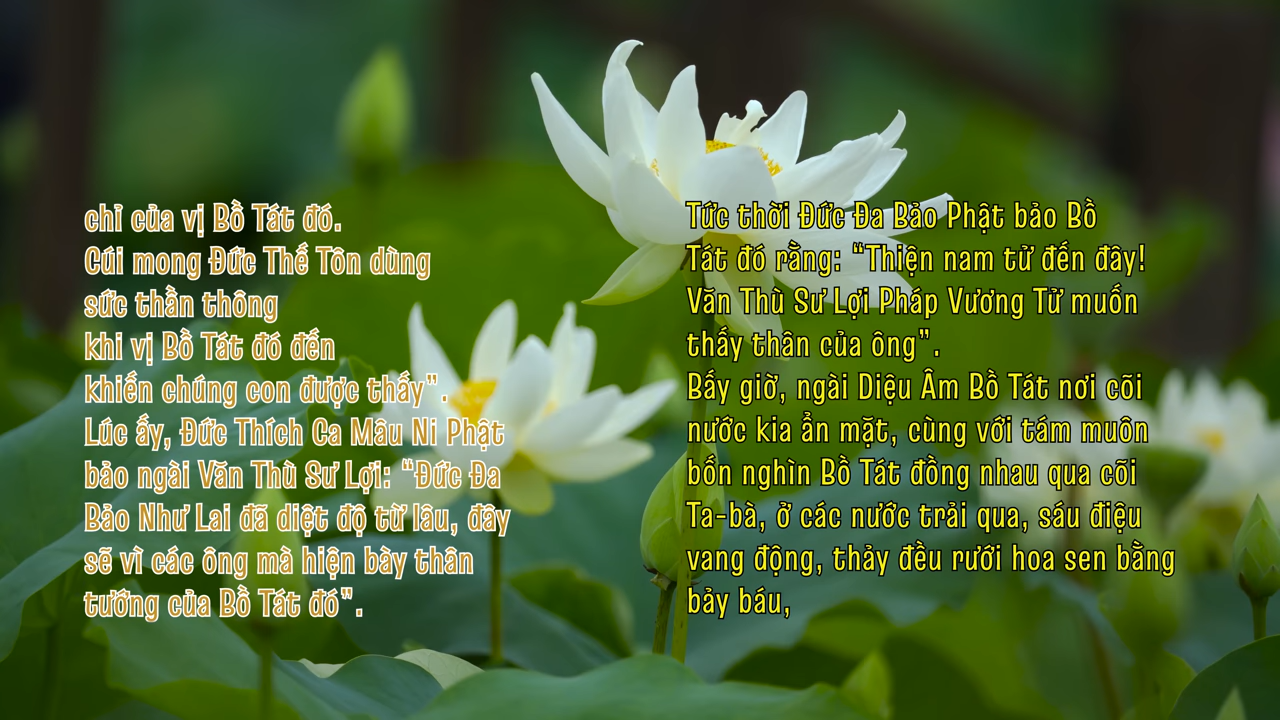 chỉ của vị Bồ Tát đó.
Cúi mong Đức Thế Tôn dùng
sức thần thông
khi vị Bồ Tát đó đến
khiến chúng con được thấy”.
Lúc ấy, Đức Thích Ca Mâu Ni Phật
bảo ngài Văn Thù Sư Lợi: “Đức Đa
Bảo Như Lai đã diệt độ từ lâu, đây
sẽ vì các ông mà hiện bày thân
tướng của Bồ Tát đó”.
Tức thời Đức Đa Bảo Phật bảo Bồ
Tát đó rằng: “Thiện nam tử đến đây!
Văn Thù Sư Lợi Pháp Vương Tử muốn
thấy thân của ông”.
Bấy giờ, ngài Diệu Âm Bồ Tát nơi cõi
nước kia ẩn mặt, cùng với tám muôn
bốn nghìn Bồ Tát đồng nhau qua cõi
Ta-bà, ở các nước trải qua, sáu điệu
vang động, thảy đều rưới hoa sen bằng
bảy báu,